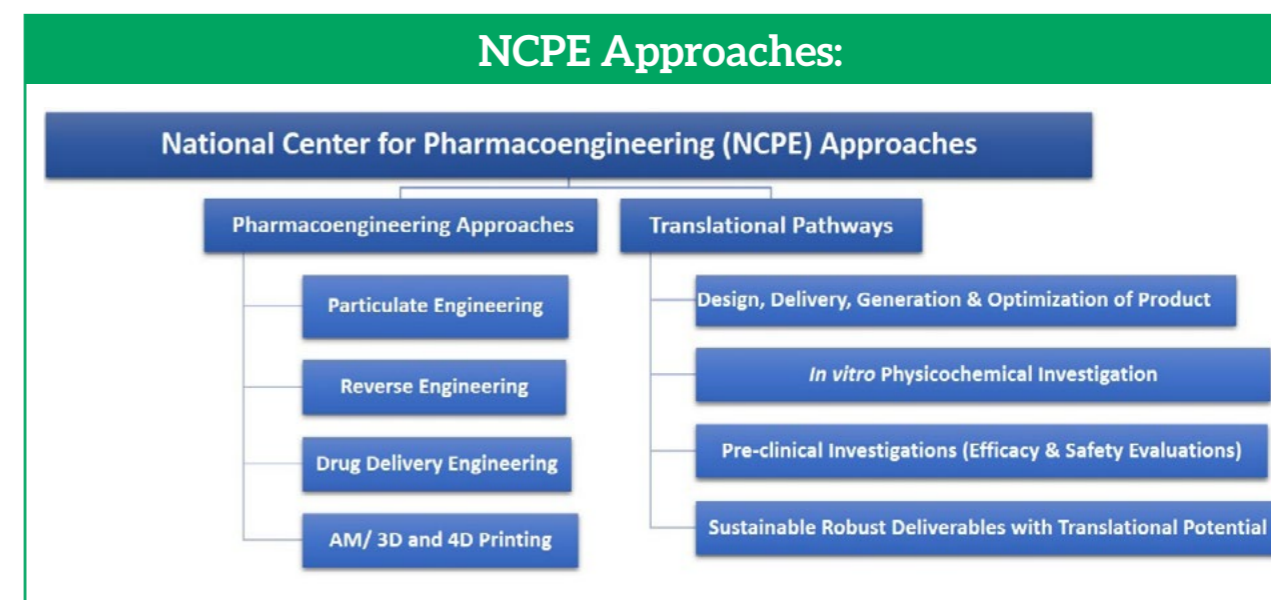 NCPE Approaches:
National Center for Pharmacoengineering (NCPE) Approaches
Pharmacoengineering Approaches
Particulate Engineering
Reverse Engineering
Drug Delivery Engineering
AM/ 3D and 4D Printing
Translational Pathways
Design, Delivery, Generation & Optimization of Product
In vitro Physicochemical Investigation
Pre-clinical Investigations (Efficacy & Safety Evaluations)
Sustainable Robust Deliverables with Translational Potential